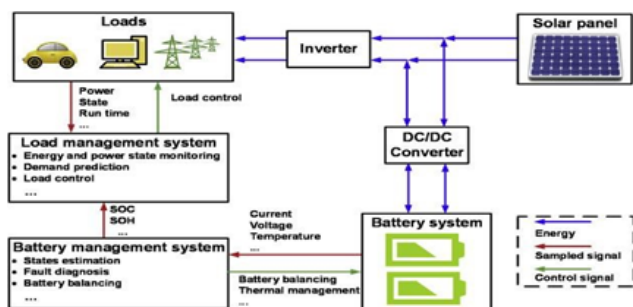 Loads
Inverter
Solar panel
Power
State
Run time
...
Load control
DC/DC
Converter
Load management system
• Energy and power state monitoring
• Demand prediction
• Load control
...
SOC
SOH
...
Current
Voltage
Temperature
...
Battery system
Battery management system
• States estimation
• Fault diagnosis
• Battery balancing
...
Battery balancing
Thermal management
...
Energy
Sampled signal
Control signal